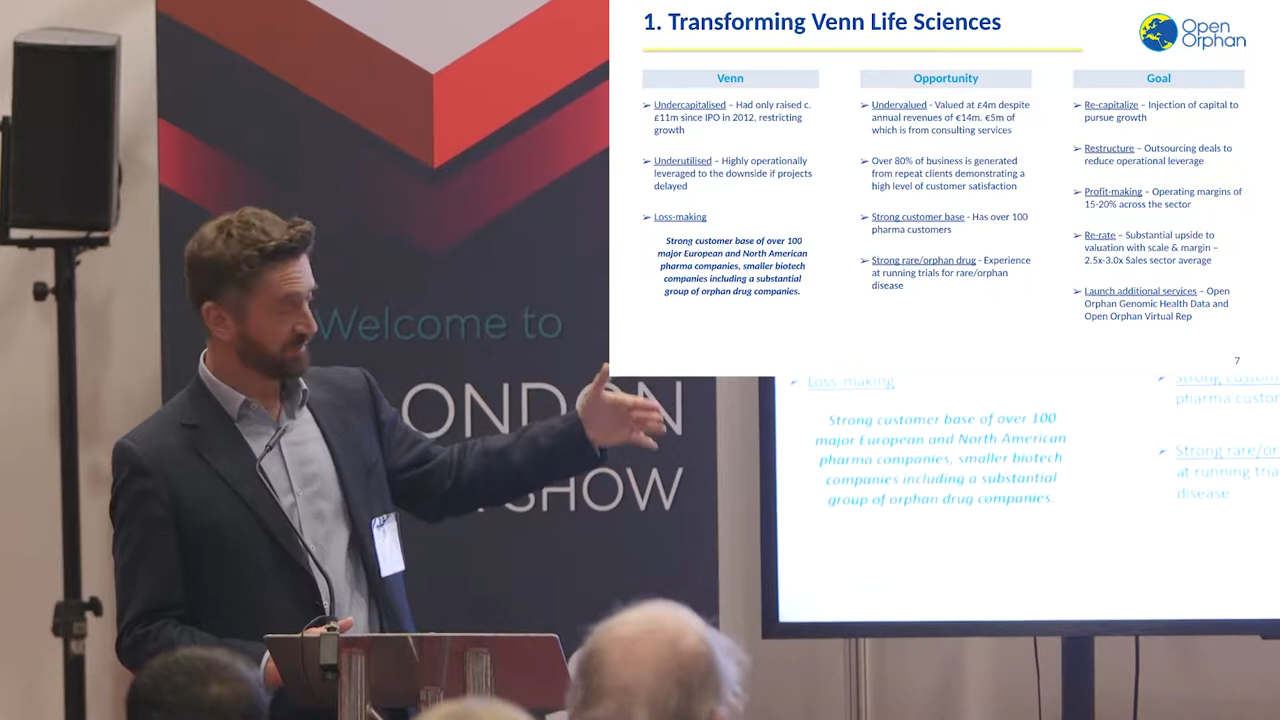 1. Transforming Venn Life Sciences
Open
Orphan
Venn
➢ Undercapitalised – Had only raised c.
£11m since IPO in 2012, restricting
growth
➢ Underutilised – Highly operationally
leveraged to the downside if projects
delayed
➢ Loss-making
Strong customer base of over 100
major European and North American
pharma companies, smaller biotech
companies including a substantial
group of orphan drug companies.
Opportunity
➢ Undervalued - Valued at £4m despite
annual revenues of €14m. €5m of
which is from consulting services
➢ Over 80% of business is generated
from repeat clients demonstrating a
high level of customer satisfaction
➢ Strong customer base - Has over 100
pharma customers
➢ Strong rare/orphan drug - Experience
at running trials for rare/orphan
disease
Goal
➢ Re-capitalize – Injection of capital to
pursue growth
➢ Restructure – Outsourcing deals to
reduce operational leverage
➢ Profit-making – Operating margins of
15-20% across the sector
➢ Re-rate – Substantial upside to
valuation with scale & margin –
2.5x-3.0x Sales sector average
➢ Launch additional services – Open
Orphan Genomic Health Data and
Open Orphan Virtual Rep
7
Welcome to
ONDON
SHOW
➢ Loss-making
Strong customer base of over 100
major European and North American
pharma companies, smaller biotech
companies including a substantial
group of orphan drug companies.
➢ Strong custom
pharma custor
➢ Strong rare/or
at running tria
disease